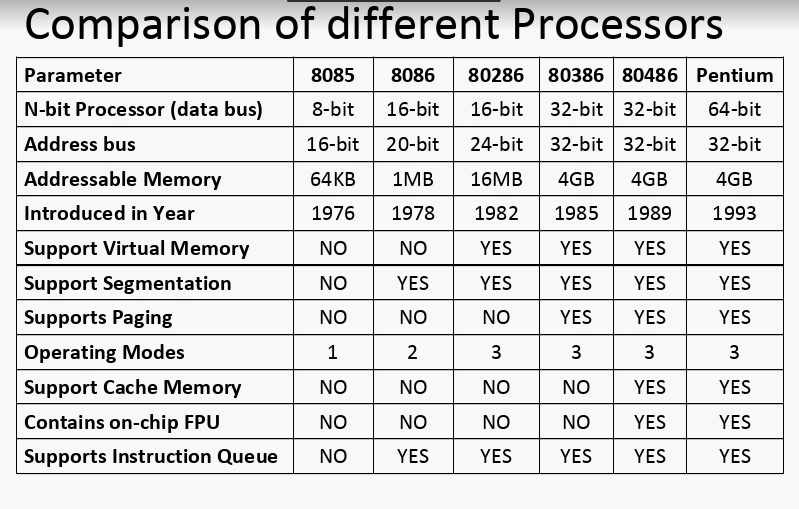 Comparison of different Processors
Parameter 8085 8086 80286 80386 80486 Pentium
N-bit Processor (data bus) 8-bit 16-bit 16-bit 32-bit 32-bit 64-bit
Address bus 16-bit 20-bit 24-bit 32-bit 32-bit 32-bit
Addressable Memory 64KB 1MB 16MB 4GB 4GB 4GB
Introduced in Year 1976 1978 1982 1985 1989 1993
Support Virtual Memory NO NO YES YES YES YES
Support Segmentation NO YES YES YES YES YES
Supports Paging NO NO NO YES YES YES
Operating Modes 1 2 3 3 3 3
Support Cache Memory NO NO NO NO YES YES
Contains on-chip FPU NO NO NO NO YES YES
Supports Instruction Queue NO YES YES YES YES YES